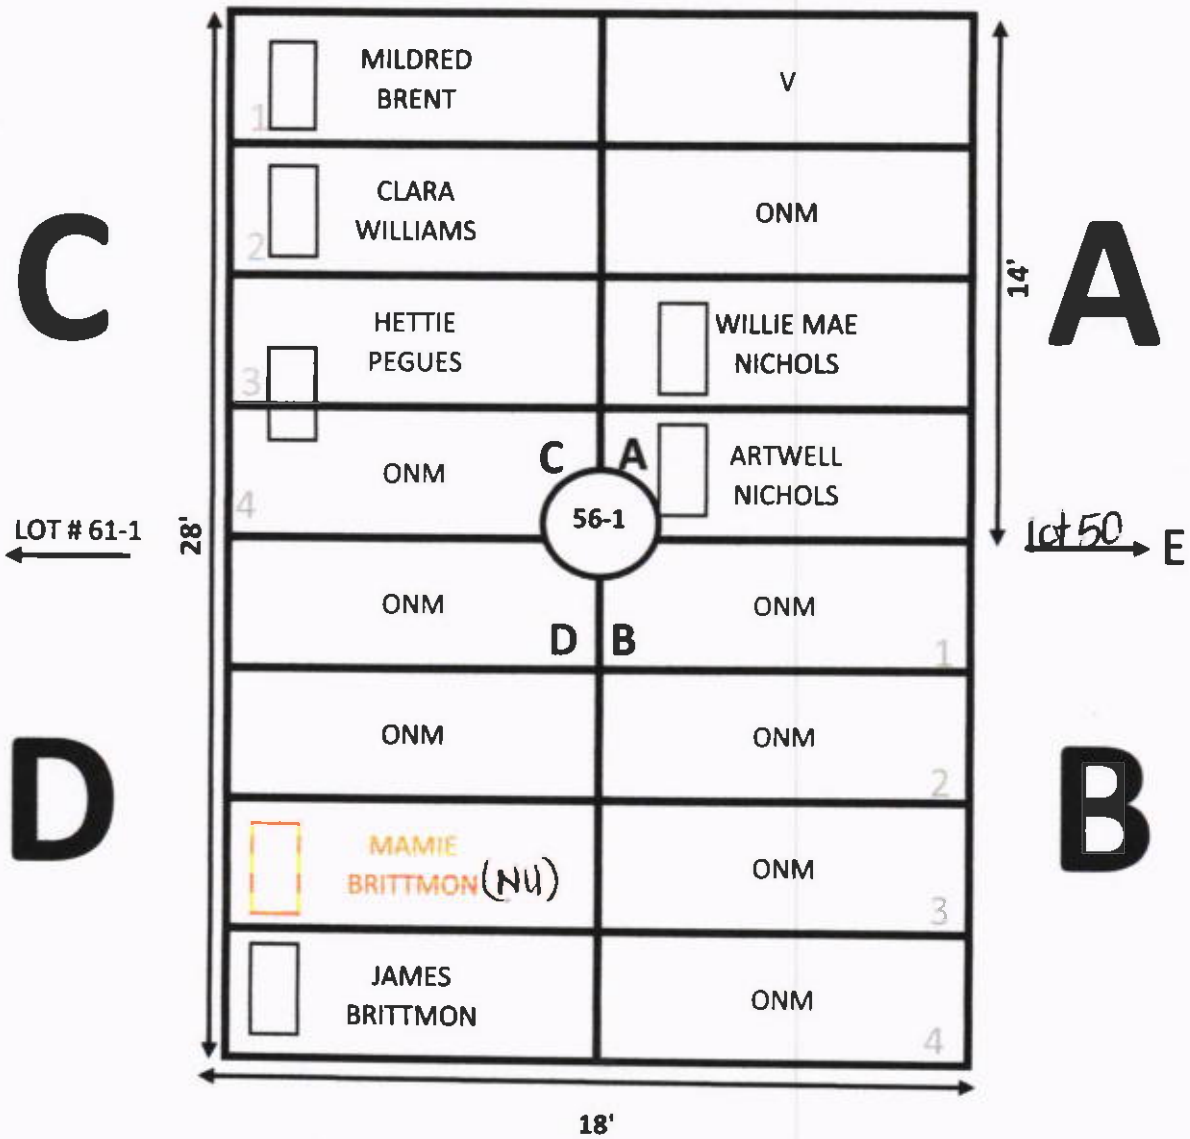 MILDRED
BRENT
1
V
CLARA
WILLIAMS
2
ONM
C
A
14'
HETTIE
PEGUES
3
WILLIE MAE
NICHOLS
ONM
4
C A
ARTWELL
NICHOLS
56-1
LOT # 61-1
28'
lot 50
E
ONM
D B
ONM
1
ONM
ONM
2
D
B
MAMIE
BRITTMON (NU)
ONM
3
JAMES
BRITTMON
ONM
4
18'